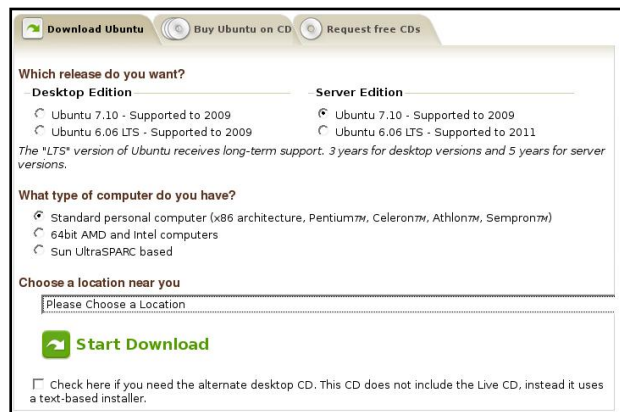 Download Ubuntu Buy Ubuntu on CD Request free CDs
Which release do you want?
Desktop Edition Server Edition
Ubuntu 7.10 - Supported to 2009 Ubuntu 7.10 - Supported to 2009
Ubuntu 6.06 LTS - Supported to 2009 Ubuntu 6.06 LTS - Supported to 2011
The "LTS" version of Ubuntu receives long-term support. 3 years for desktop versions and 5 years for server
versions.
What type of computer do you have?
Standard personal computer (x86 architecture, Pentium™, Celeron™, Athlon™, Sempron™)
64bit AMD and Intel computers
Sun UltraSPARC based
Choose a location near you
Please Choose a Location
Start Download
Check here if you need the alternate desktop CD. This CD does not include the Live CD, instead it uses
a text-based installer.